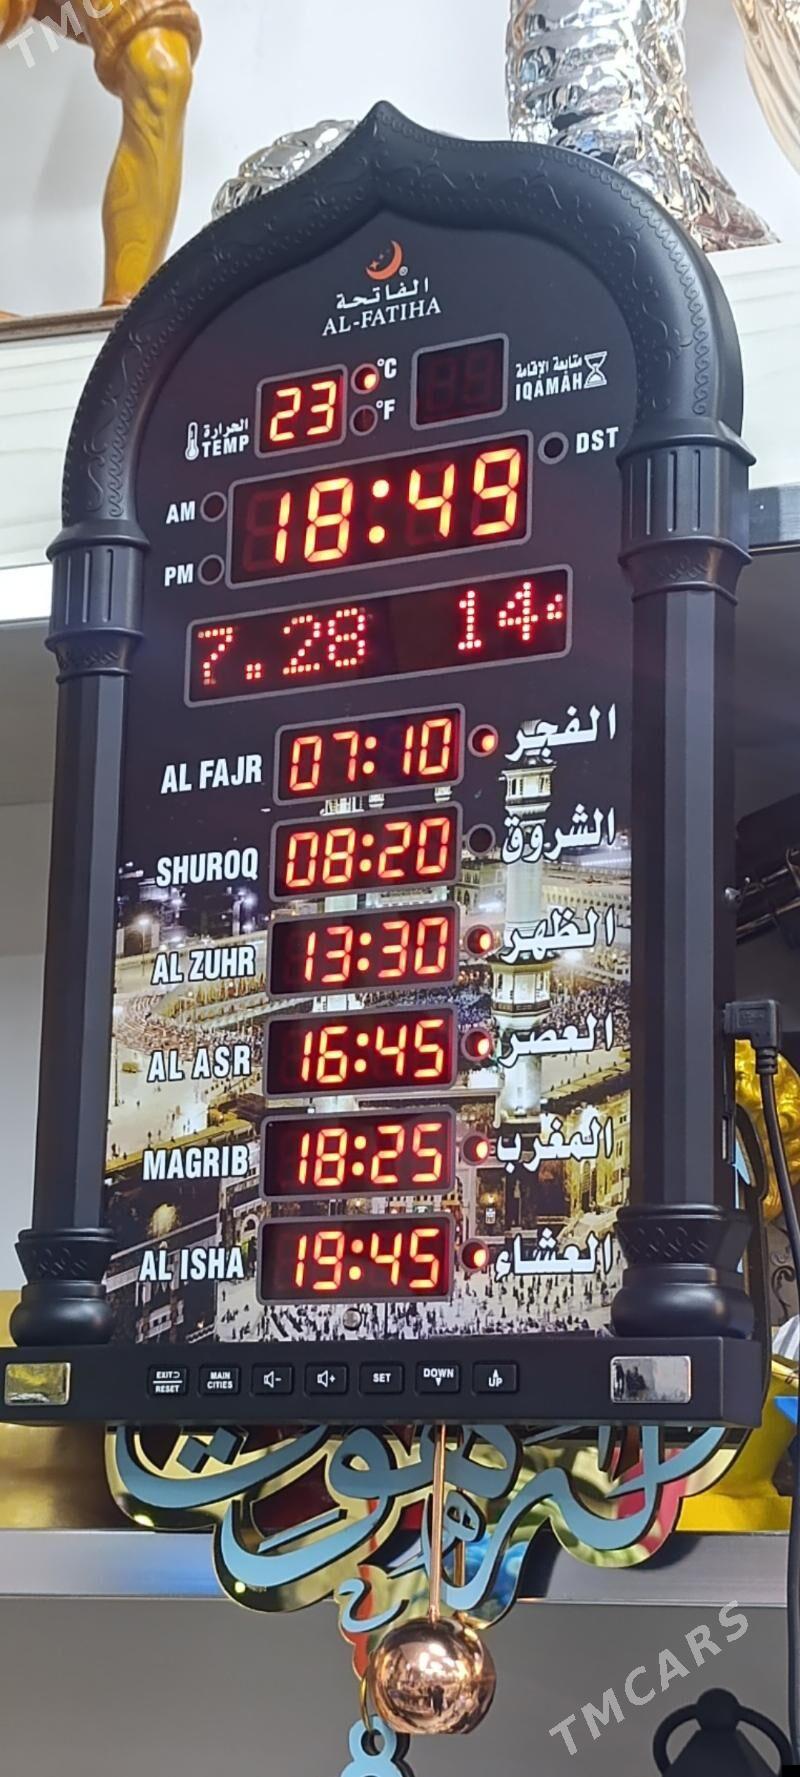 TMCARS
الفاتحة
AL-FATIHA
®
°C
°F
23
الحرارة
TEMP
متابعة الإقامة
IQAMAH
DST
AM
PM
18:49
7.28 14
AL FAJR 07:10 الفجر
SHUROQ 08:20 الشروق
AL ZUHR 13:30 الظهر
AL ASR 16:45 العصر
MAGRIB 18:25 المغرب
AL ISHA 19:45 العشاء
EXIT RESET
MAIN CITIES
-
+
SET
DOWN
UP
TMCARS